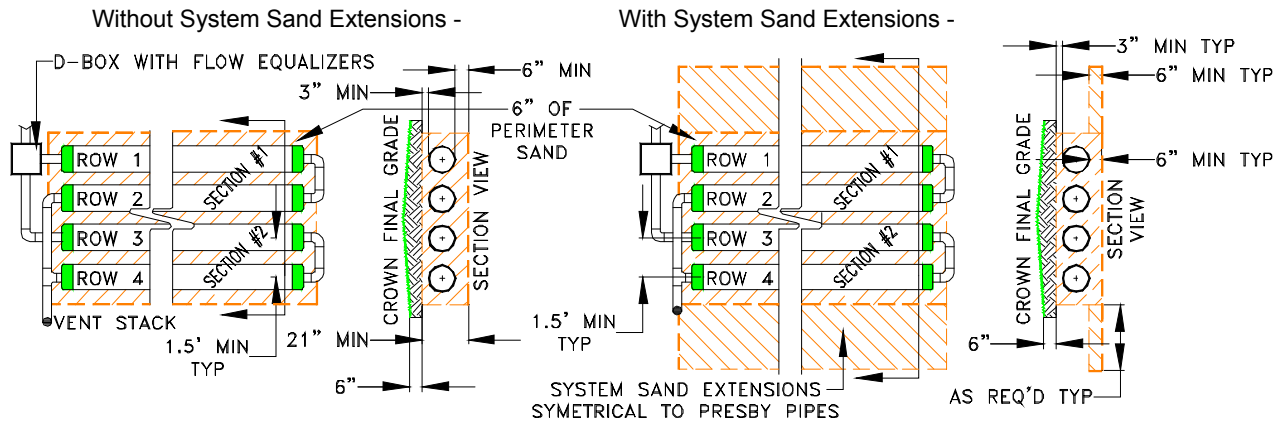 Without System Sand Extensions -
With System Sand Extensions -
D-BOX WITH FLOW EQUALIZERS
6” MIN
3” MIN
6” OF
PERIMETER
SAND
ROW 1
ROW 2
ROW 3
ROW 4
SECTION #1
SECTION #2
VENT STACK
1.5’ MIN
TYP
CROWN FINAL GRADE
SECTION VIEW
21” MIN
6”
ROW 1
ROW 2
ROW 3
ROW 4
SECTION #1
SECTION #2
1.5’ MIN
TYP
SYSTEM SAND EXTENSIONS
SYMETRICAL TO PRESBY PIPES
3” MIN TYP
6” MIN TYP
6” MIN TYP
CROWN FINAL GRADE
SECTION
VIEW
6”
AS REQ’D TYP